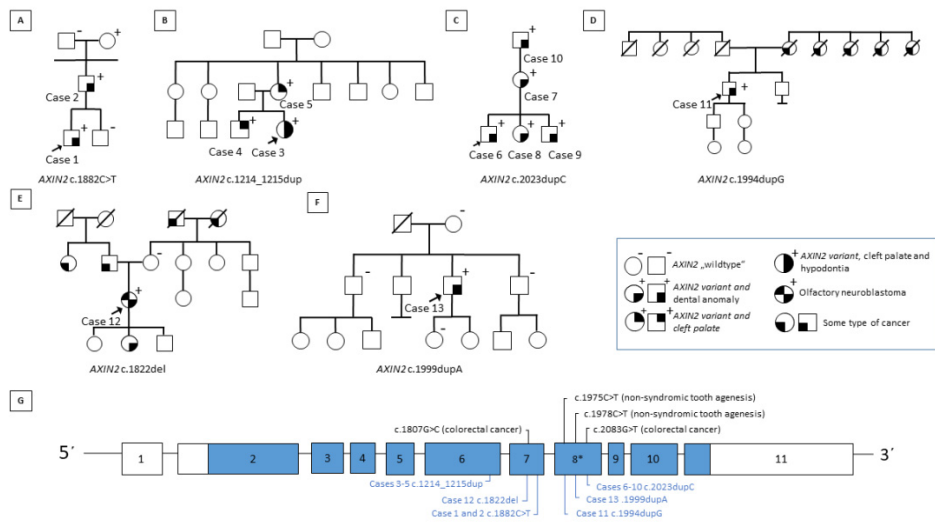 A
B
C
D
Case 10
Case 2
Case 5
Case 7
Case 11
Case 1
Case 4
Case 3
Case 6 Case 8 Case 9
AXIN2 c.1882C>T
AXIN2 c.1214_1215dup
AXIN2 c.2023dupC
AXIN2 c.1994dupG
E
F
Case 12
Case 13
AXIN2 c.1822del
AXIN2 c.1999dupA
AXIN2 „wildtype"
AXIN2 variant and
dental anomaly
AXIN2 variant and
cleft palate
AXIN2 variant, cleft palate and
hypodontia
Olfactory neuroblastoma
Some type of cancer
G
c.1975C>T (non-syndromic tooth agenesis)
c.1978C>T (non-syndromic tooth agenesis)
c.1807G>C (colorectal cancer)
c.2083G>T (colorectal cancer)
5´ 1 2 3 4 5 6 7 8* 9 10 11 3´
Cases 3-5 c.1214_1215dup
Cases 6-10 c.2023dupC
Case 12 c.1822del
Case 13 .1999dupA
Case 1 and 2 c.1882C>T
Case 11 c.1994dupG